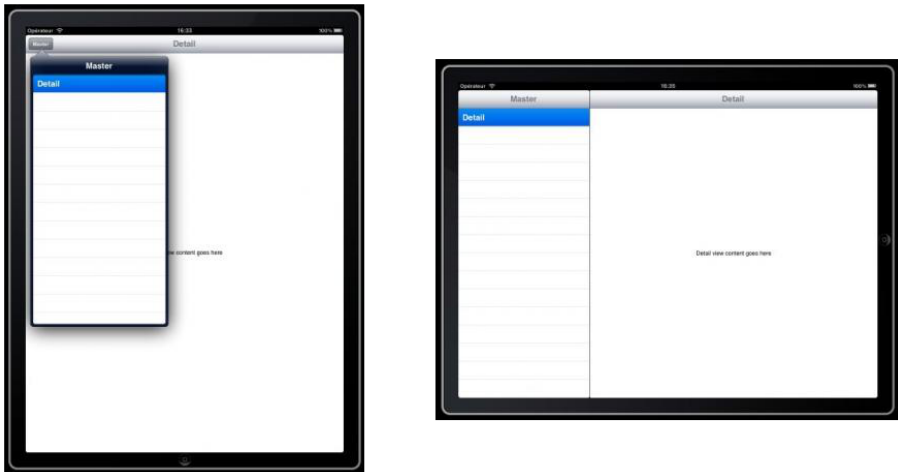 Opérateur 16:33 100%
Master Detail
Master
Detail
view content goes here
Opérateur 16:35 100%
Master Detail
Detail
Detail view content goes here